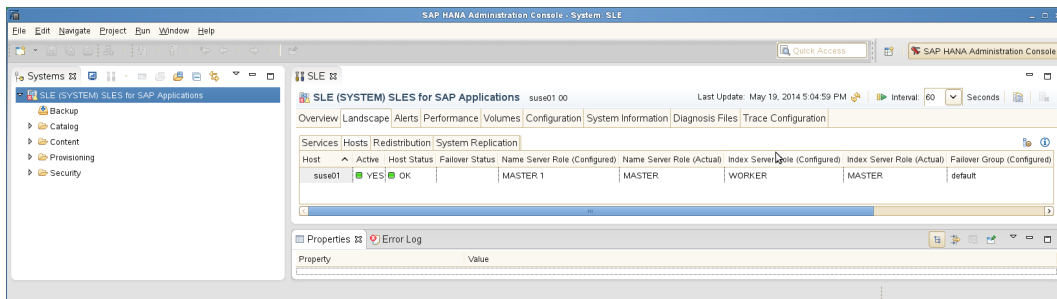 SAP HANA Administration Console - System: SLE
File Edit Navigate Project Run Window Help
Quick Access
SAP HANA Administration Console
Systems
SLE
SLE (SYSTEM) SLES for SAP Applications
Backup
Catalog
Content
Provisioning
Security
SLE (SYSTEM) SLES for SAP Applications suse01 00
Last Update: May 19, 2014 5:04:59 PM
Interval: 60 Seconds
Overview Landscape Alerts Performance Volumes Configuration System Information Diagnosis Files Trace Configuration
Services Hosts Redistribution System Replication
Host Active Host Status Failover Status Name Server Role (Configured) Name Server Role (Actual) Index Server Role (Configured) Index Server Role (Actual) Failover Group (Configured)
suse01 YES OK MASTER 1 MASTER WORKER MASTER default
Properties Error Log
Property Value